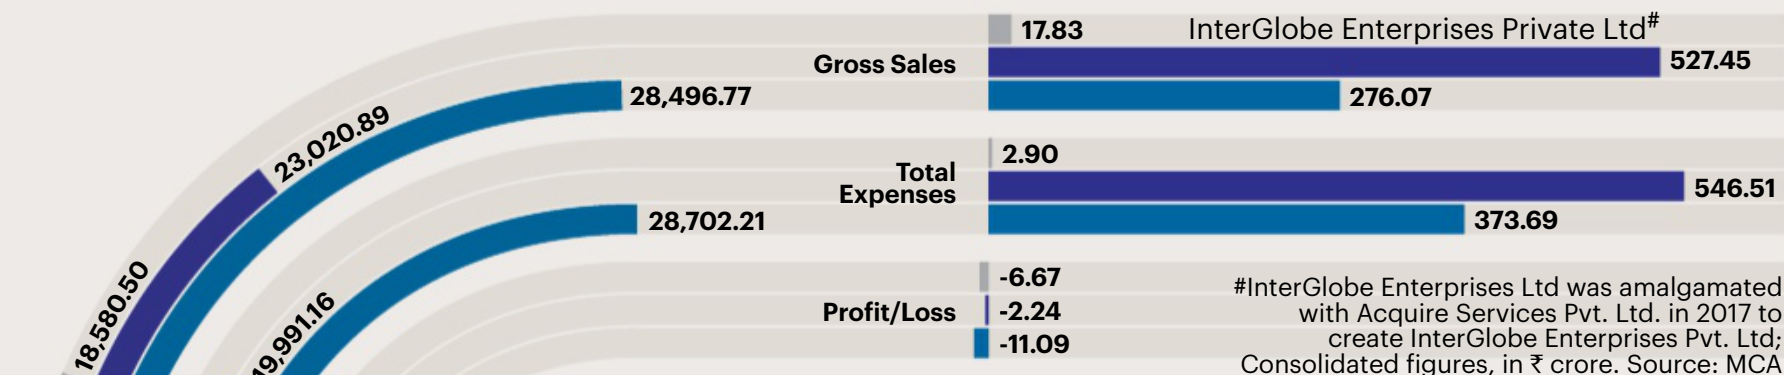 17.83
InterGlobe Enterprises Private Ltd#
Gross Sales
527.45
28,496.77
276.07
23,020.89
18,580.50
2.90
Total
Expenses
546.51
28,702.21
373.69
19,991.16
-6.67
Profit/Loss
-2.24
-11.09
#InterGlobe Enterprises Ltd was amalgamated
with Acquire Services Pvt. Ltd. in 2017 to
create InterGlobe Enterprises Pvt. Ltd;
Consolidated figures, in ₹ crore. Source: MCA